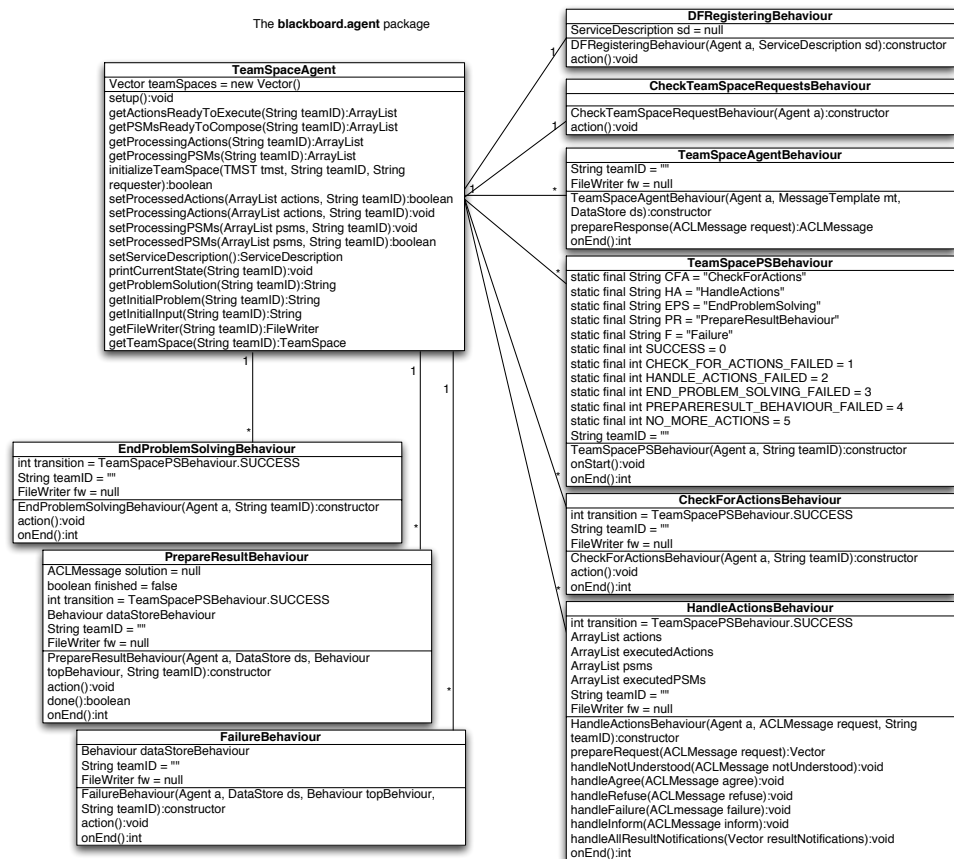 The blackboard.agent package
TeamSpaceAgent
Vector teamSpaces = new Vector()
setup():void
getActionsReadyToExecute(String teamID):ArrayList
getPSMsReadyToCompose(String teamID):ArrayList
getProcessingActions(String teamID):ArrayList
getProcessingPSMs(String teamID):ArrayList
initializeTeamSpace(TMST tmst, String teamID, String
requester):boolean
setProcessedActions(ArrayList actions, String teamID):boolean
setProcessingActions(ArrayList actions, String teamID):void
setProcessingPSMs(ArrayList psms, String teamID):void
setProcessedPSMs(ArrayList psms, String teamID):boolean
setServiceDescription():ServiceDescription
printCurrentState(String teamID):void
getProblemSolution(String teamID):String
getInitialProblem(String teamID):String
getInitialInput(String teamID):String
getFileWriter(String teamID):FileWriter
getTeamSpace(String teamID):TeamSpace
1
1
1
1
1
1
*
*
*
*
*
*
*
EndProblemSolvingBehaviour
int transition = TeamSpacePSBehaviour.SUCCESS
String teamID = ""
FileWriter fw = null
EndProblemSolvingBehaviour(Agent a, String teamID):constructor
action():void
onEnd():int
PrepareResultBehaviour
ACLMessage solution = null
boolean finished = false
int transition = TeamSpacePSBehaviour.SUCCESS
Behaviour dataStoreBehaviour
String teamID = ""
FileWriter fw = null
PrepareResultBehaviour(Agent a, DataStore ds, Behaviour
topBehaviour, String teamID):constructor
action():void
done():boolean
onEnd():int
FailureBehaviour
Behaviour dataStoreBehaviour
String teamID = ""
FileWriter fw = null
FailureBehaviour(Agent a, DataStore ds, Behaviour topBehviour,
String teamID):constructor
action():void
onEnd():int
DFRegisteringBehaviour
ServiceDescription sd = null
DFRegisteringBehaviour(Agent a, ServiceDescription sd):constructor
action():void
CheckTeamSpaceRequestsBehaviour
CheckTeamSpaceRequestBehaviour(Agent a):constructor
action():void
TeamSpaceAgentBehaviour
String teamID = ""
FileWriter fw = null
TeamSpaceAgentBehaviour(Agent a, MessageTemplate mt,
DataStore ds):constructor
prepareResponse(ACLMessage request):ACLMessage
onEnd():int
TeamSpacePSBehaviour
static final String CFA = "CheckForActions"
static final String HA = "HandleActions"
static final String EPS = "EndProblemSolving"
static final String PR = "PrepareResultBehaviour"
static final String F = "Failure"
static final int SUCCESS = 0
static final int CHECK_FOR_ACTIONS_FAILED = 1
static final int HANDLE_ACTIONS_FAILED = 2
static final int END_PROBLEM_SOLVING_FAILED = 3
static final int PREPARERESULT_BEHAVIOUR_FAILED = 4
static final int NO_MORE_ACTIONS = 5
String teamID = ""
TeamSpacePSBehaviour(Agent a, String teamID):constructor
onStart():void
onEnd():int
CheckForActionsBehaviour
int transition = TeamSpacePSBehaviour.SUCCESS
String teamID = ""
FileWriter fw = null
CheckForActionsBehaviour(Agent a, String teamID):constructor
action():void
onEnd():int
HandleActionsBehaviour
int transition = TeamSpacePSBehaviour.SUCCESS
ArrayList actions
ArrayList executedActions
ArrayList psms
ArrayList executedPSMs
String teamID = ""
FileWriter fw = null
HandleActionsBehaviour(Agent a, ACLMessage request, String
teamID):constructor
prepareRequest(ACLMessage request):Vector
handleNotUnderstood(ACLMessage notUnderstood):void
handleAgree(ACLMessage agree):void
handleRefuse(ACLMessage refuse):void
handleFailure(ACLmessage failure):void
handleInform(ACLMessage inform):void
handleAllResultNotifications(Vector resultNotifications):void
onEnd():int